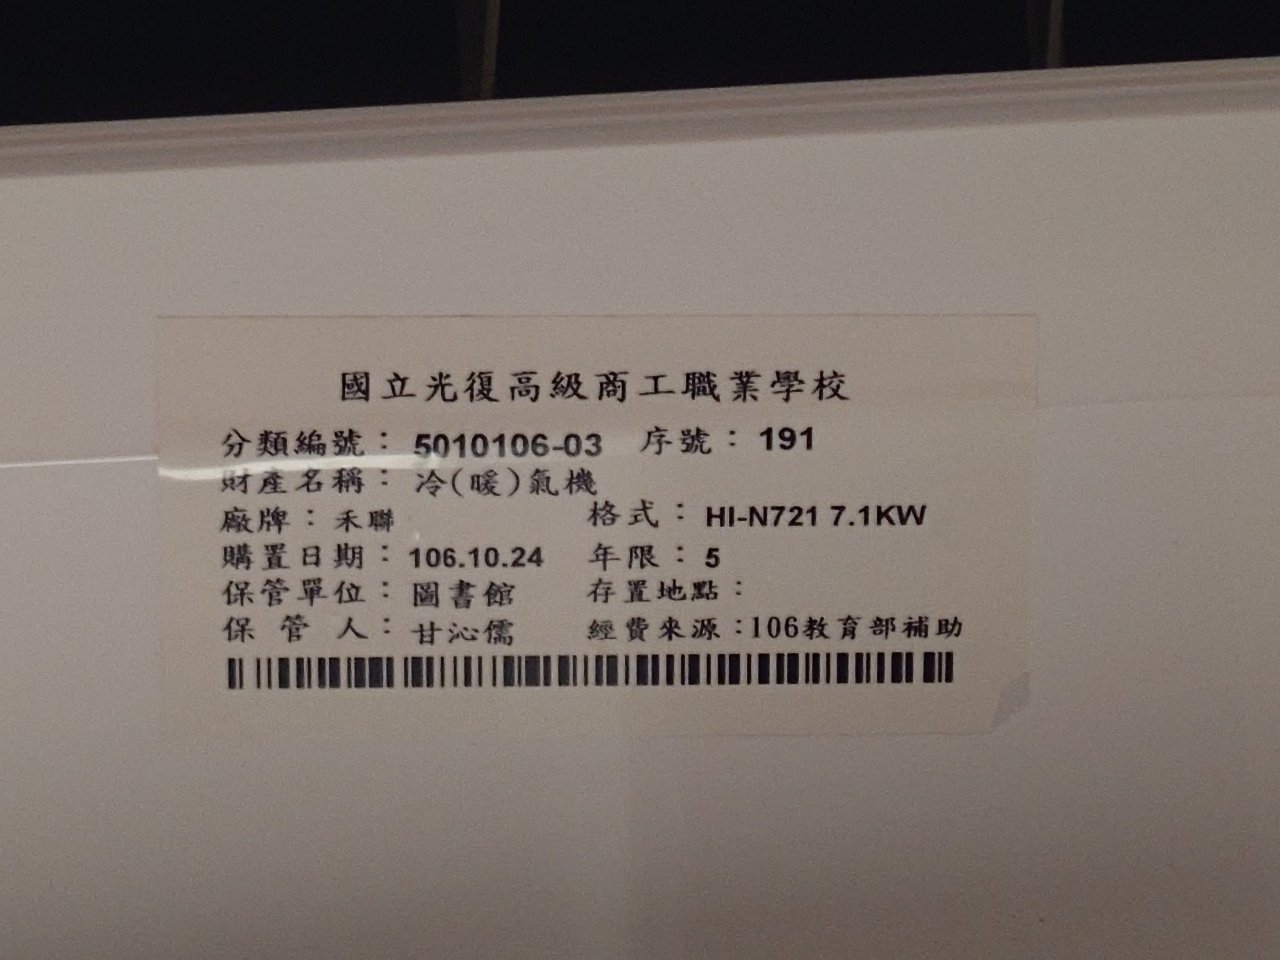 國立光復高級商工職業學校
分類編號：5010106-03 序號：191
財產名稱：冷(暖)氣機
廠牌：禾聯 格式：HI-N721 7.1KW
購置日期：106.10.24 年限：5
保管單位：圖書館 存置地點：
保管人：甘沁儒 經費來源：106教育部補助